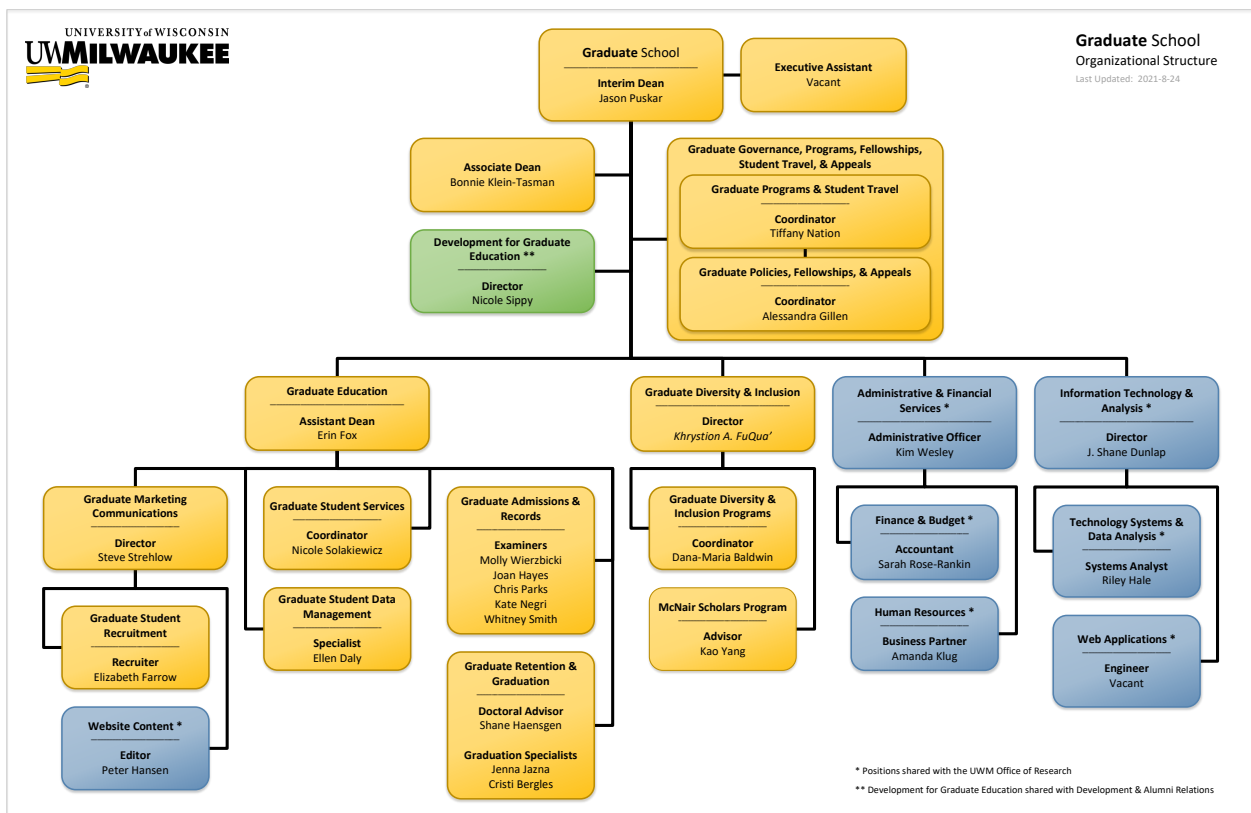 UNIVERSITY of WISCONSIN
UWMILWAUKEE
Graduate School
Interim Dean
Jason Puskar
Executive Assistant
Vacant
Graduate School
Organizational Structure
Last Updated: 2021-8-24
Associate Dean
Bonnie Klein-Tasman
Graduate Governance, Programs, Fellowships,
Student Travel, & Appeals
Graduate Programs & Student Travel
Coordinator
Tiffany Nation
Graduate Policies, Fellowships, & Appeals
Coordinator
Alessandra Gillen
Development for Graduate
Education **
Director
Nicole Sippy
Graduate Education
Assistant Dean
Erin Fox
Graduate Diversity & Inclusion
Director
Khrystion A. FuQua’
Administrative & Financial
Services *
Administrative Officer
Kim Wesley
Information Technology &
Analysis *
Director
J. Shane Dunlap
Graduate Marketing
Communications
Director
Steve Strehlow
Graduate Student Recruitment
Recruiter
Elizabeth Farrow
Website Content *
Editor
Peter Hansen
Graduate Student Services
Coordinator
Nicole Solakiewicz
Graduate Student Data
Management
Specialist
Ellen Daly
Graduate Admissions &
Records
Examiners
Molly Wierzbicki
Joan Hayes
Chris Parks
Kate Negri
Whitney Smith
Graduate Retention &
Graduation
Doctoral Advisor
Shane Haensgen
Graduation Specialists
Jenna Jazna
Cristi Bergles
Graduate Diversity &
Inclusion Programs
Coordinator
Dana-Maria Baldwin
McNair Scholars Program
Advisor
Kao Yang
Finance & Budget *
Accountant
Sarah Rose-Rankin
Human Resources *
Business Partner
Amanda Klug
Technology Systems &
Data Analysis *
Systems Analyst
Riley Hale
Web Applications *
Engineer
Vacant
* Positions shared with the UWM Office of Research
** Development for Graduate Education shared with Development & Alumni Relations